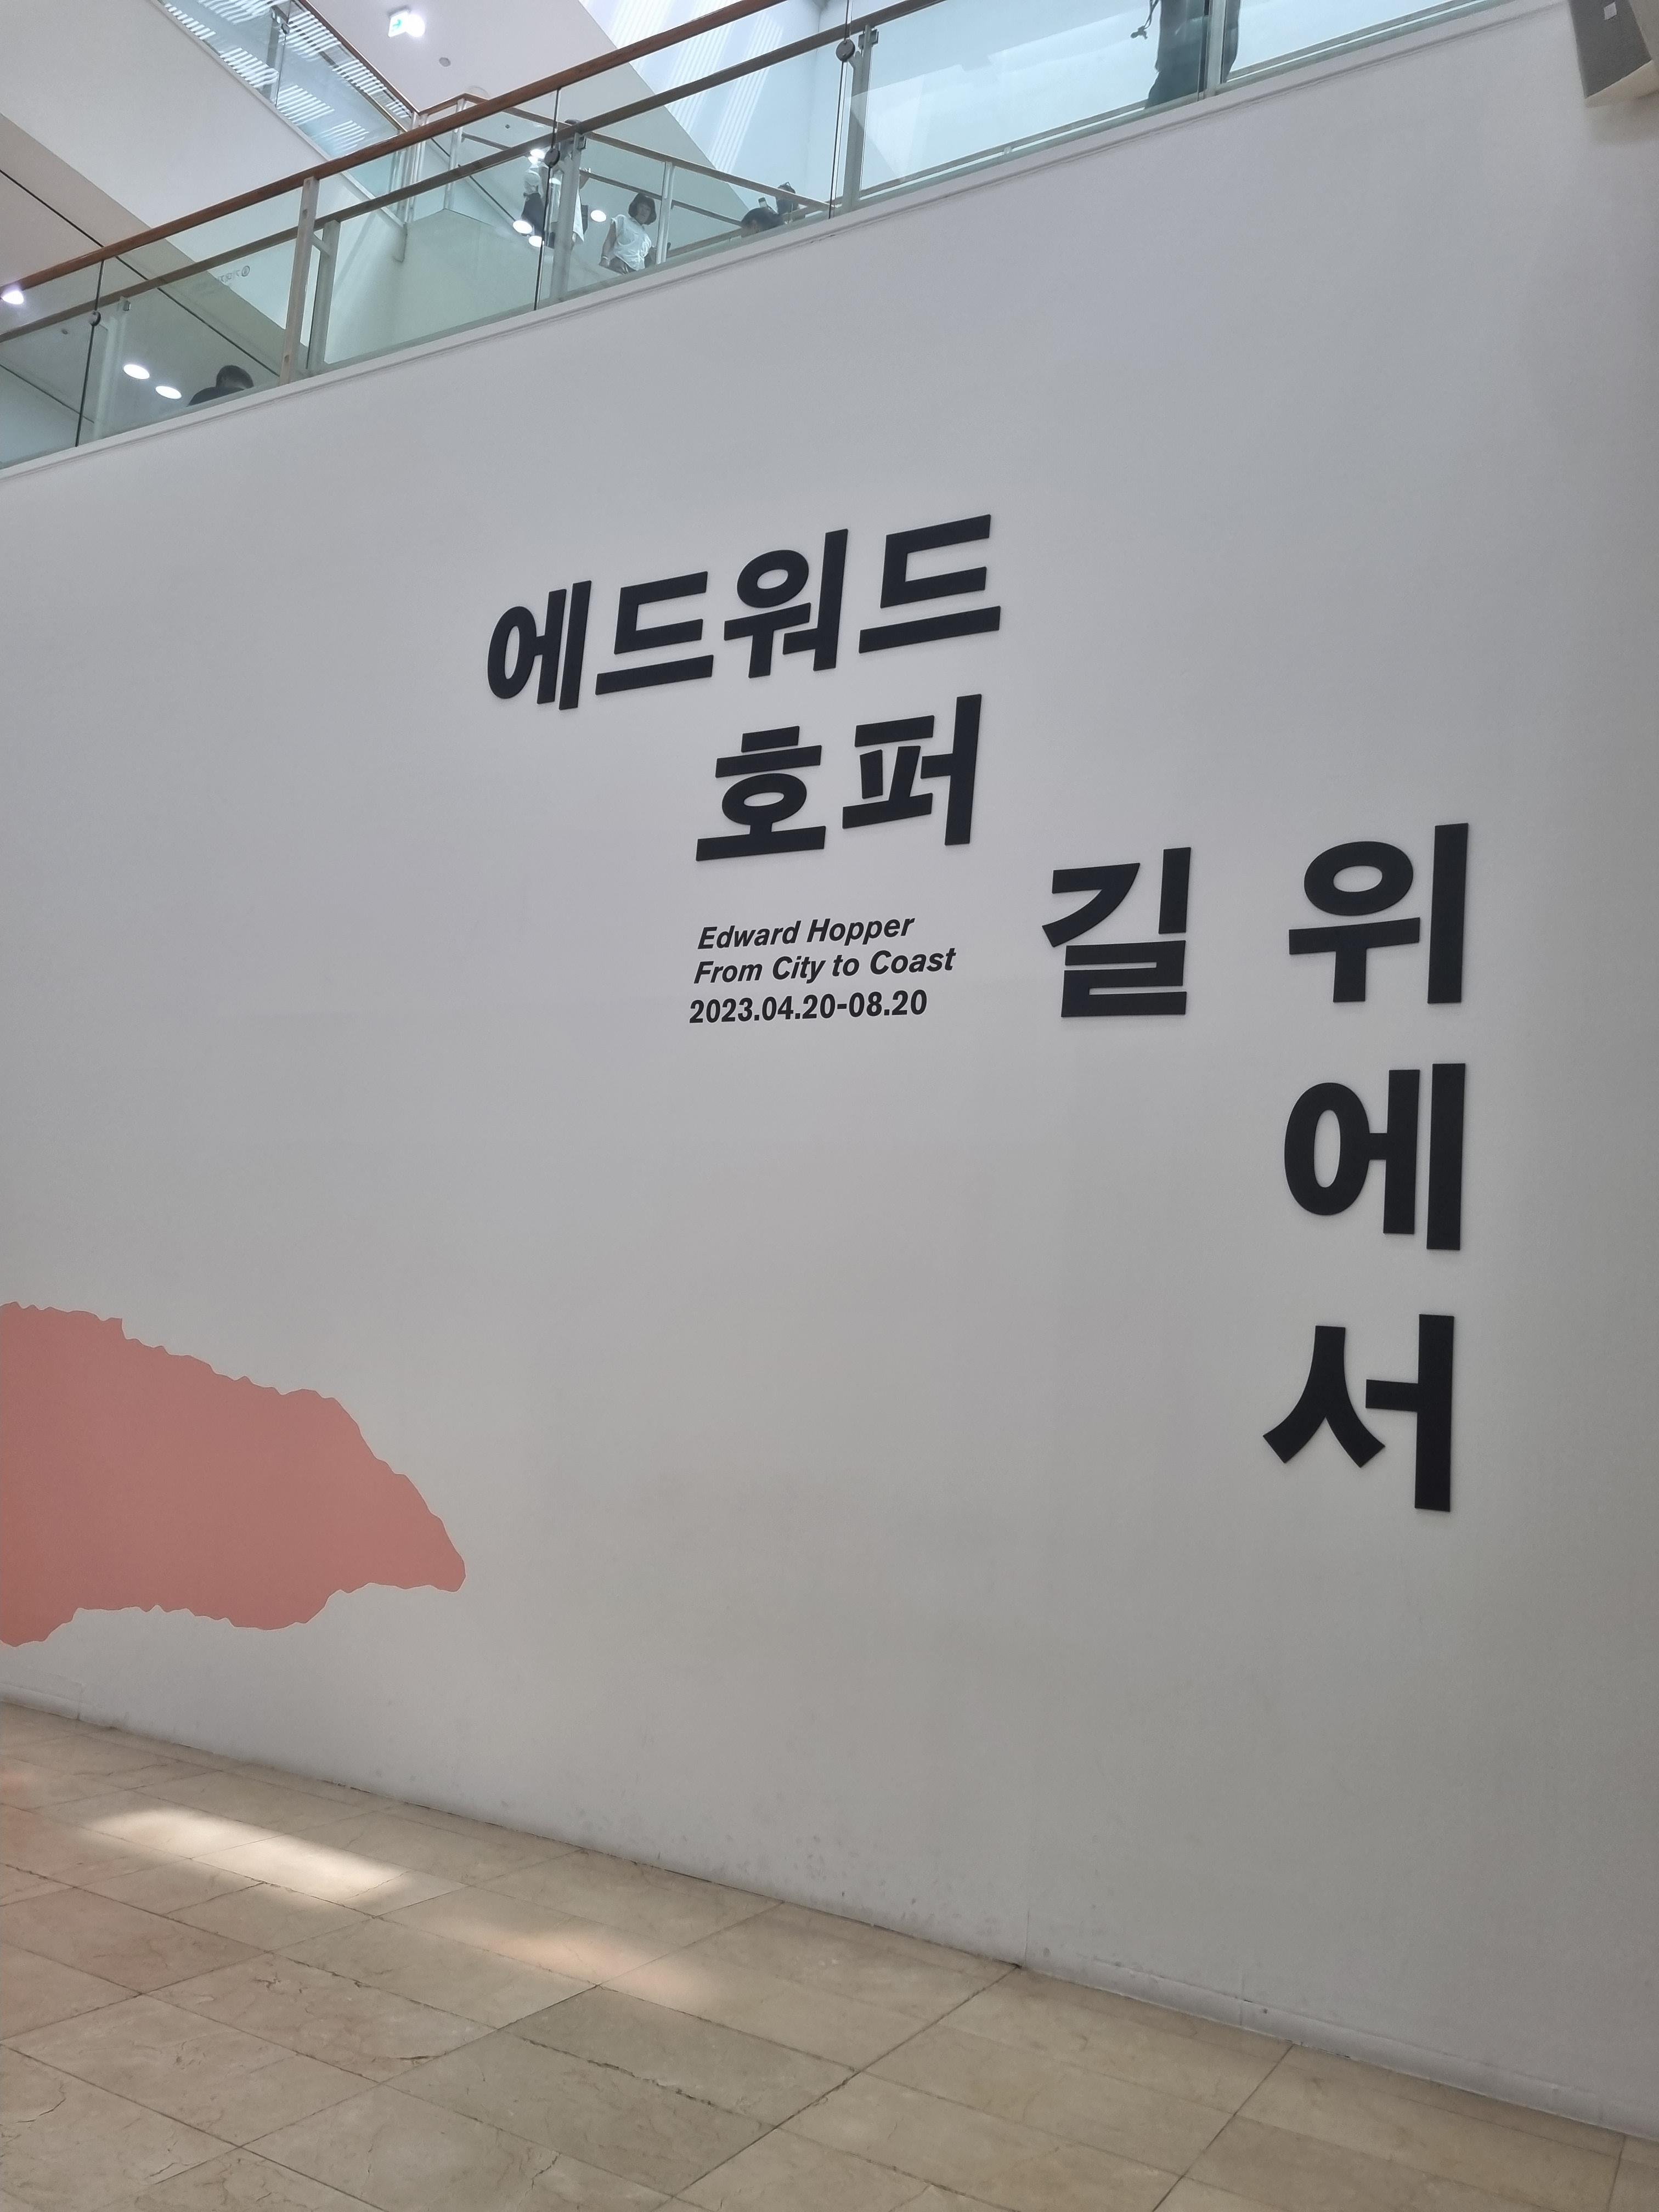 에드워드
호퍼
길 위
에
서
Edward Hopper
From City to Coast
2023.04.20-08.20